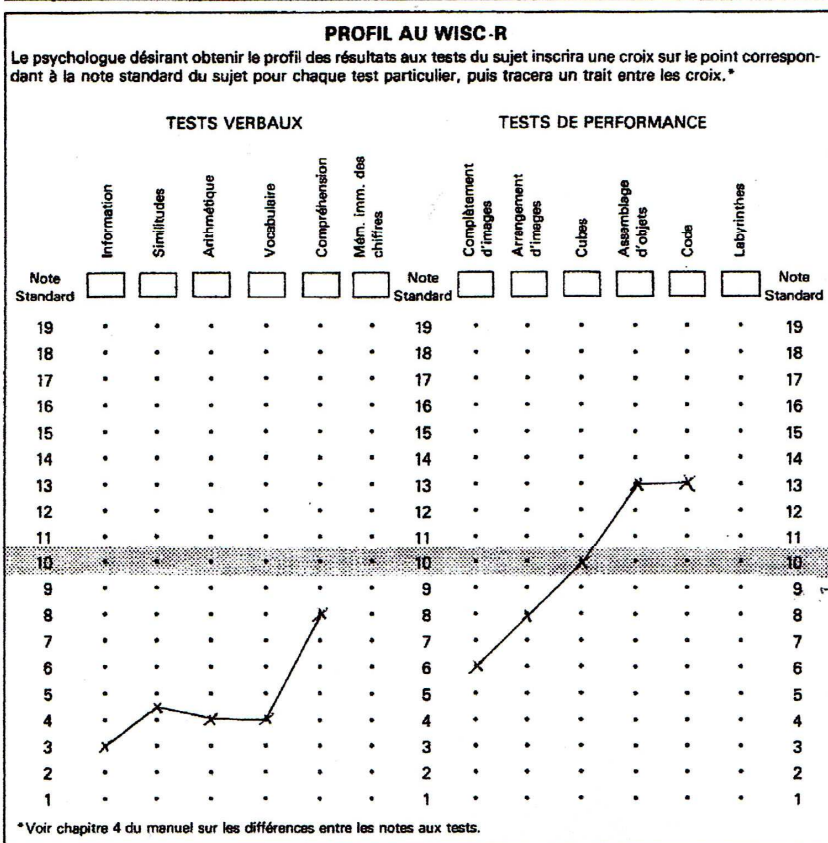 PROFIL AU WISC-R
Le psychologue désirant obtenir le profil des résultats aux tests du sujet inscrira une croix sur le point correspon-
dant à la note standard du sujet pour chaque test particulier, puis tracera un trait entre les croix.*
TESTS VERBAUX
TESTS DE PERFORMANCE
Information
Similitudes
Arithmétique
Vocabulaire
Compréhension
Mém. imm. des
chiffres
Complètement
d'images
Arrangement
d'images
Cubes
Assemblage
d'objets
Code
Labyrinthes
Note
Standard
Note
Standard
Note
Standard
19 19 19
18 18 18
17 17 17
16 16 16
15 15 15
14 14 14
13 13 13
12 12 12
11 11 11
10 10 10
9 9 9
8 8 8
7 7 7
6 6 6
5 5 5
4 4 4
3 3 3
2 2 2
1 1 1
*Voir chapitre 4 du manuel sur les différences entre les notes aux tests.